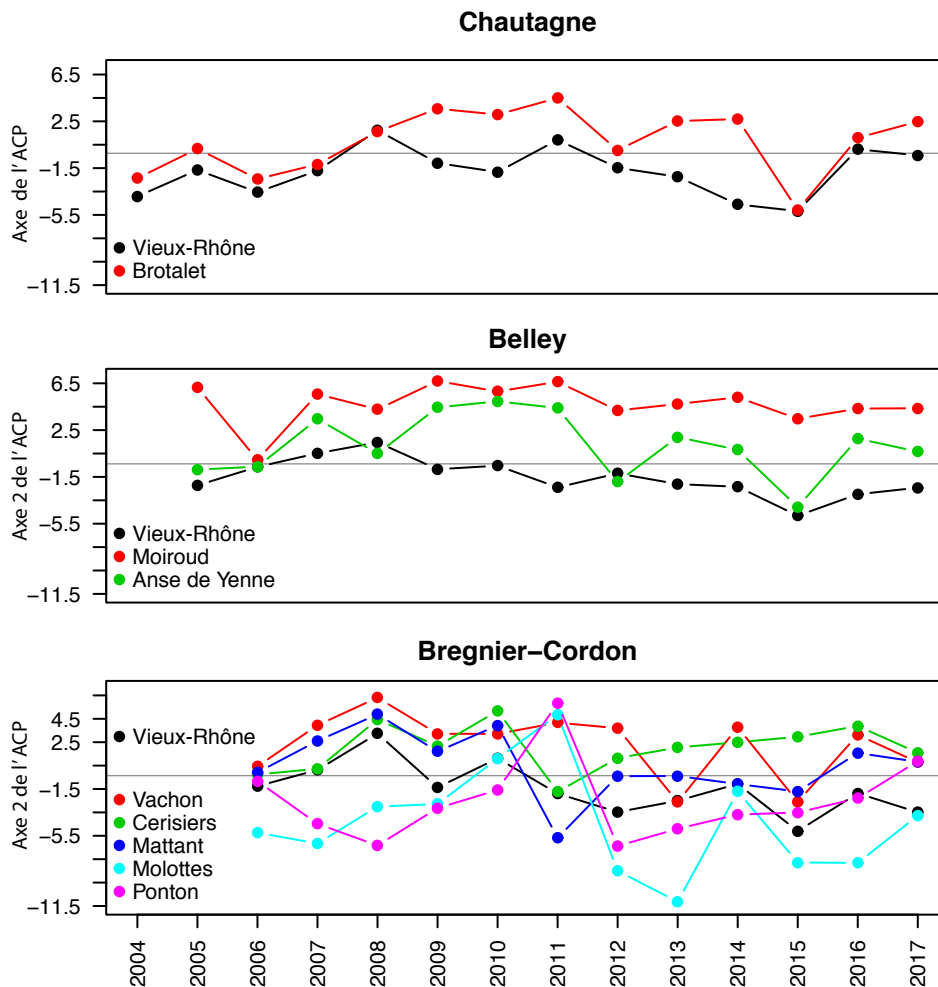 Chautagne
Axe de l'ACP
6.5
2.5
−1.5
−5.5
−11.5
Vieux-Rhône
Brotalet
Belley
Axe 2 de l'ACP
6.5
2.5
−1.5
−5.5
−11.5
Vieux-Rhône
Moiroud
Anse de Yenne
Bregnier−Cordon
Axe 2 de l'ACP
4.5
2.5
−1.5
−5.5
−11.5
Vieux-Rhône
Vachon
Cerisiers
Mattant
Molottes
Ponton
2004 2005 2006 2007 2008 2009 2010 2011 2012 2013 2014 2015 2016 2017